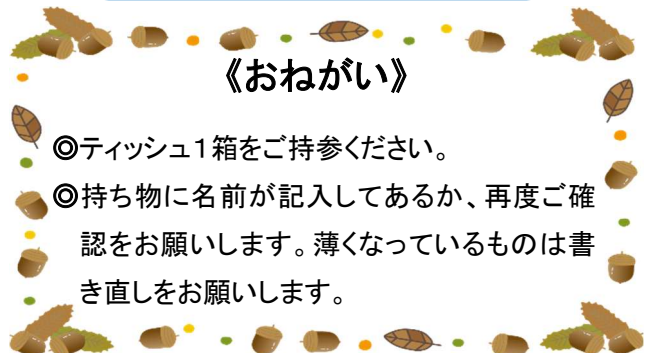 《おねがい》
◎ティッシュ1箱をご持参ください。
◎持ち物に名前が記入してあるか、再度ご確
認をお願いします。薄くなっているものは書
き直しをお願いします。